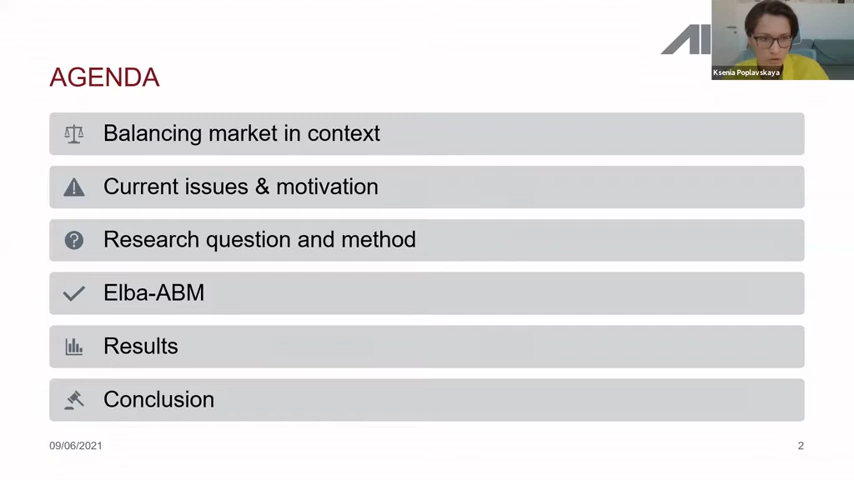 Ksenia Poplavskaya
AGENDA
Balancing market in context
Current issues & motivation
Research question and method
Elba-ABM
Results
Conclusion
09/06/2021
2